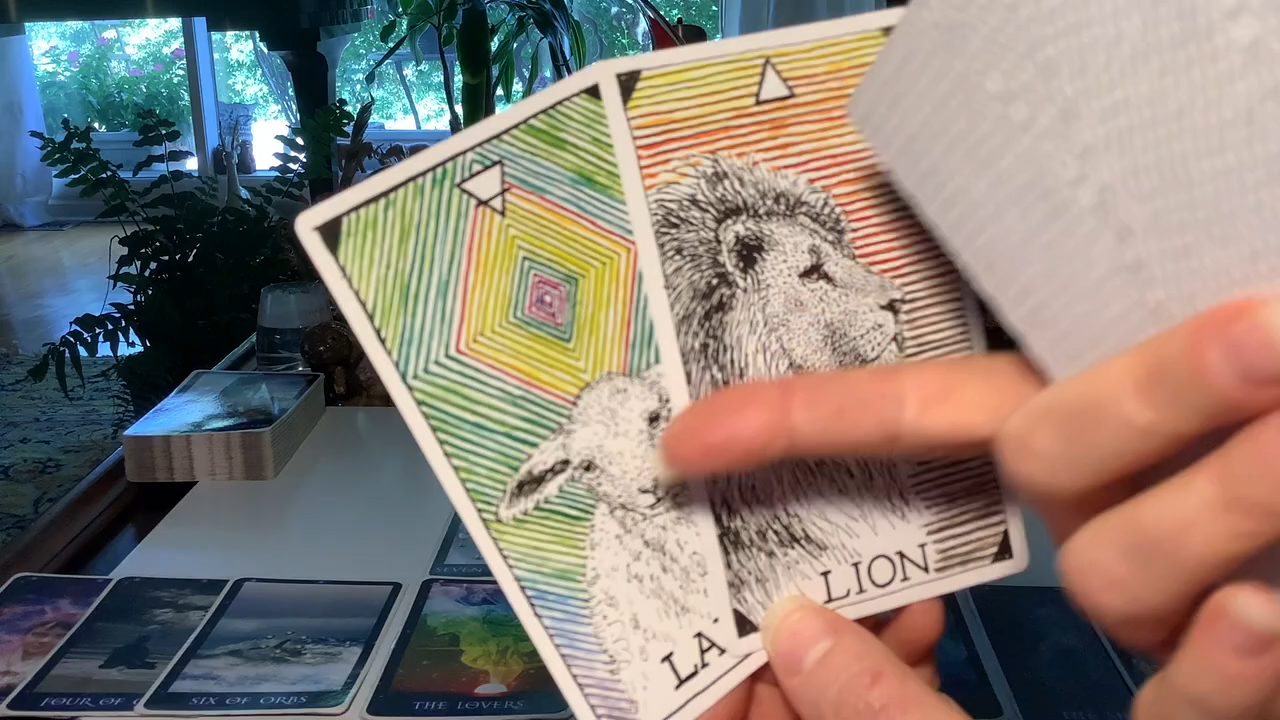 LION
LA
SEVEN
FOUR OF
SIX OF ORBS
THE LOVERS